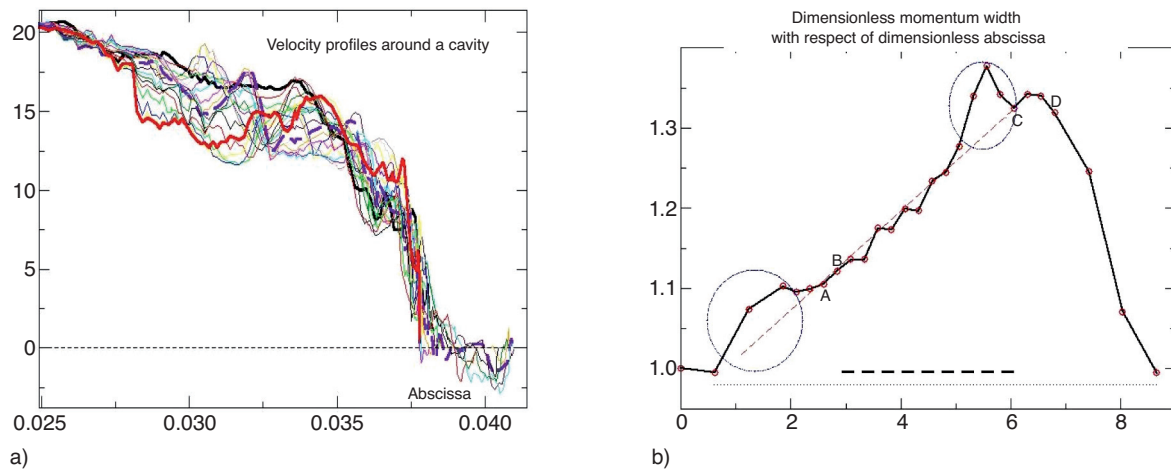 20
15
10
5
0
0.025
0.030
0.035
0.040
Velocity profiles around a cavity
Abscissa
a)
Dimensionless momentum width
with respect of dimensionless abscissa
1.3
1.2
1.1
1.0
0
2
4
6
8
A
B
C
D
b)